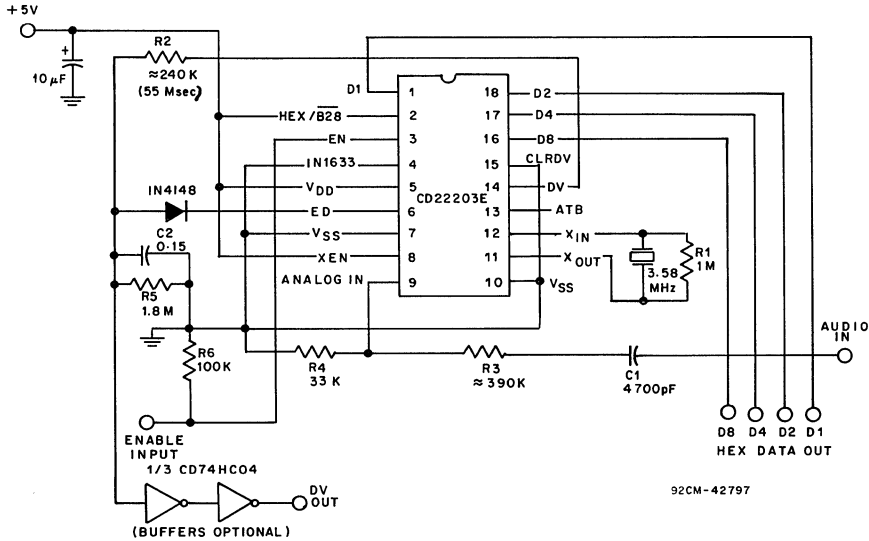 +5V
+
10 µF
R2
≈240 K
(55 Msec)
D1
HEX/B28
EN
IN1633
VDD
ED
VSS
XEN
ANALOG IN
1
2
3
4
5
6
7
8
9
CD22203E
18
17
16
15
14
13
12
11
10
D2
D4
D8
CLRDV
DV
ATB
XIN
XOUT
VSS
3.58
MHz
R1
1M
IN4148
C2
0.15
R5
1.8M
R6
100K
R4
33 K
R3
≈390K
C1
4700pF
AUDIO
IN
D8 D4 D2 D1
HEX DATA OUT
ENABLE
INPUT
1/3 CD74HC04
DV
OUT
(BUFFERS OPTIONAL)
92CM-42797